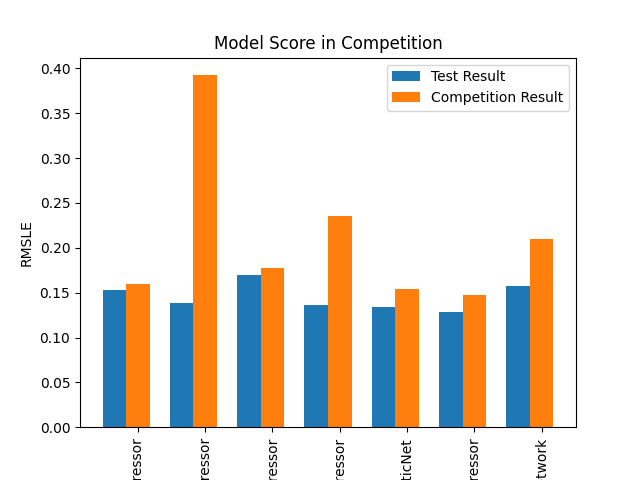 Model Score in Competition
Test Result
Competition Result
RMSLE
0.40
0.35
0.30
0.25
0.20
0.15
0.10
0.05
0.00
ressor
ressor
ressor
ressor
ticNet
ressor
twork